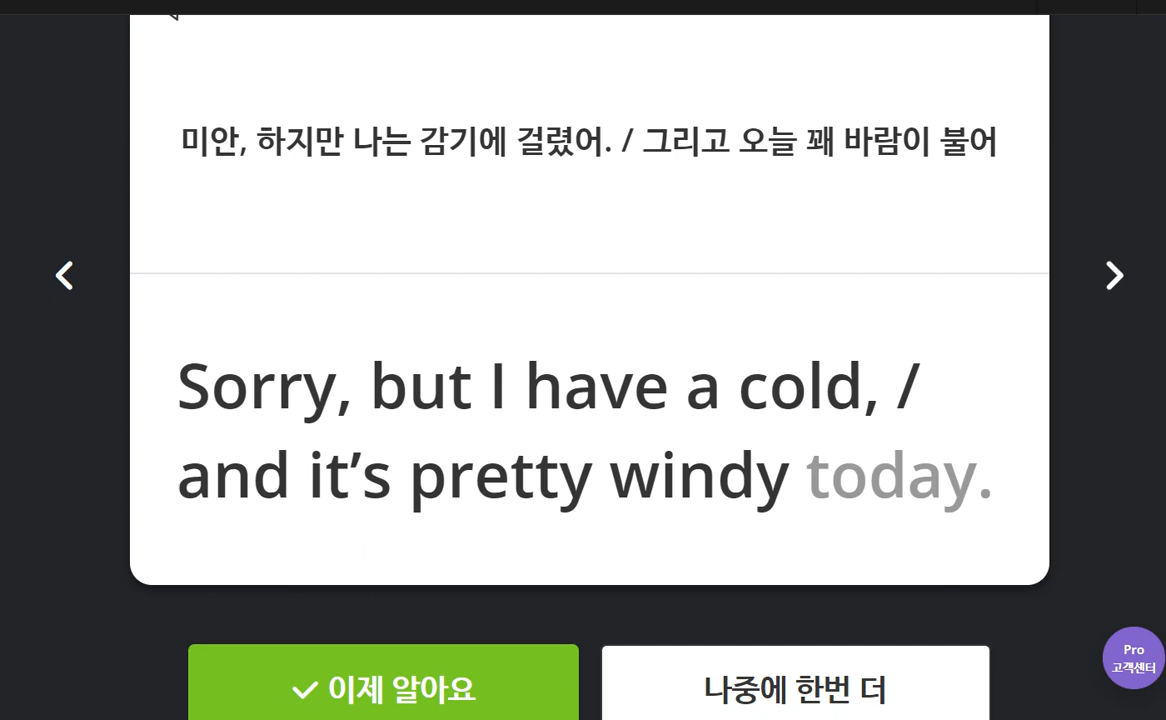 미안, 하지만 나는 감기에 걸렸어. / 그리고 오늘 꽤 바람이 불어
Sorry, but I have a cold, /
and it’s pretty windy today.
Pro
고객센터
이제 알아요
나중에 한번 더